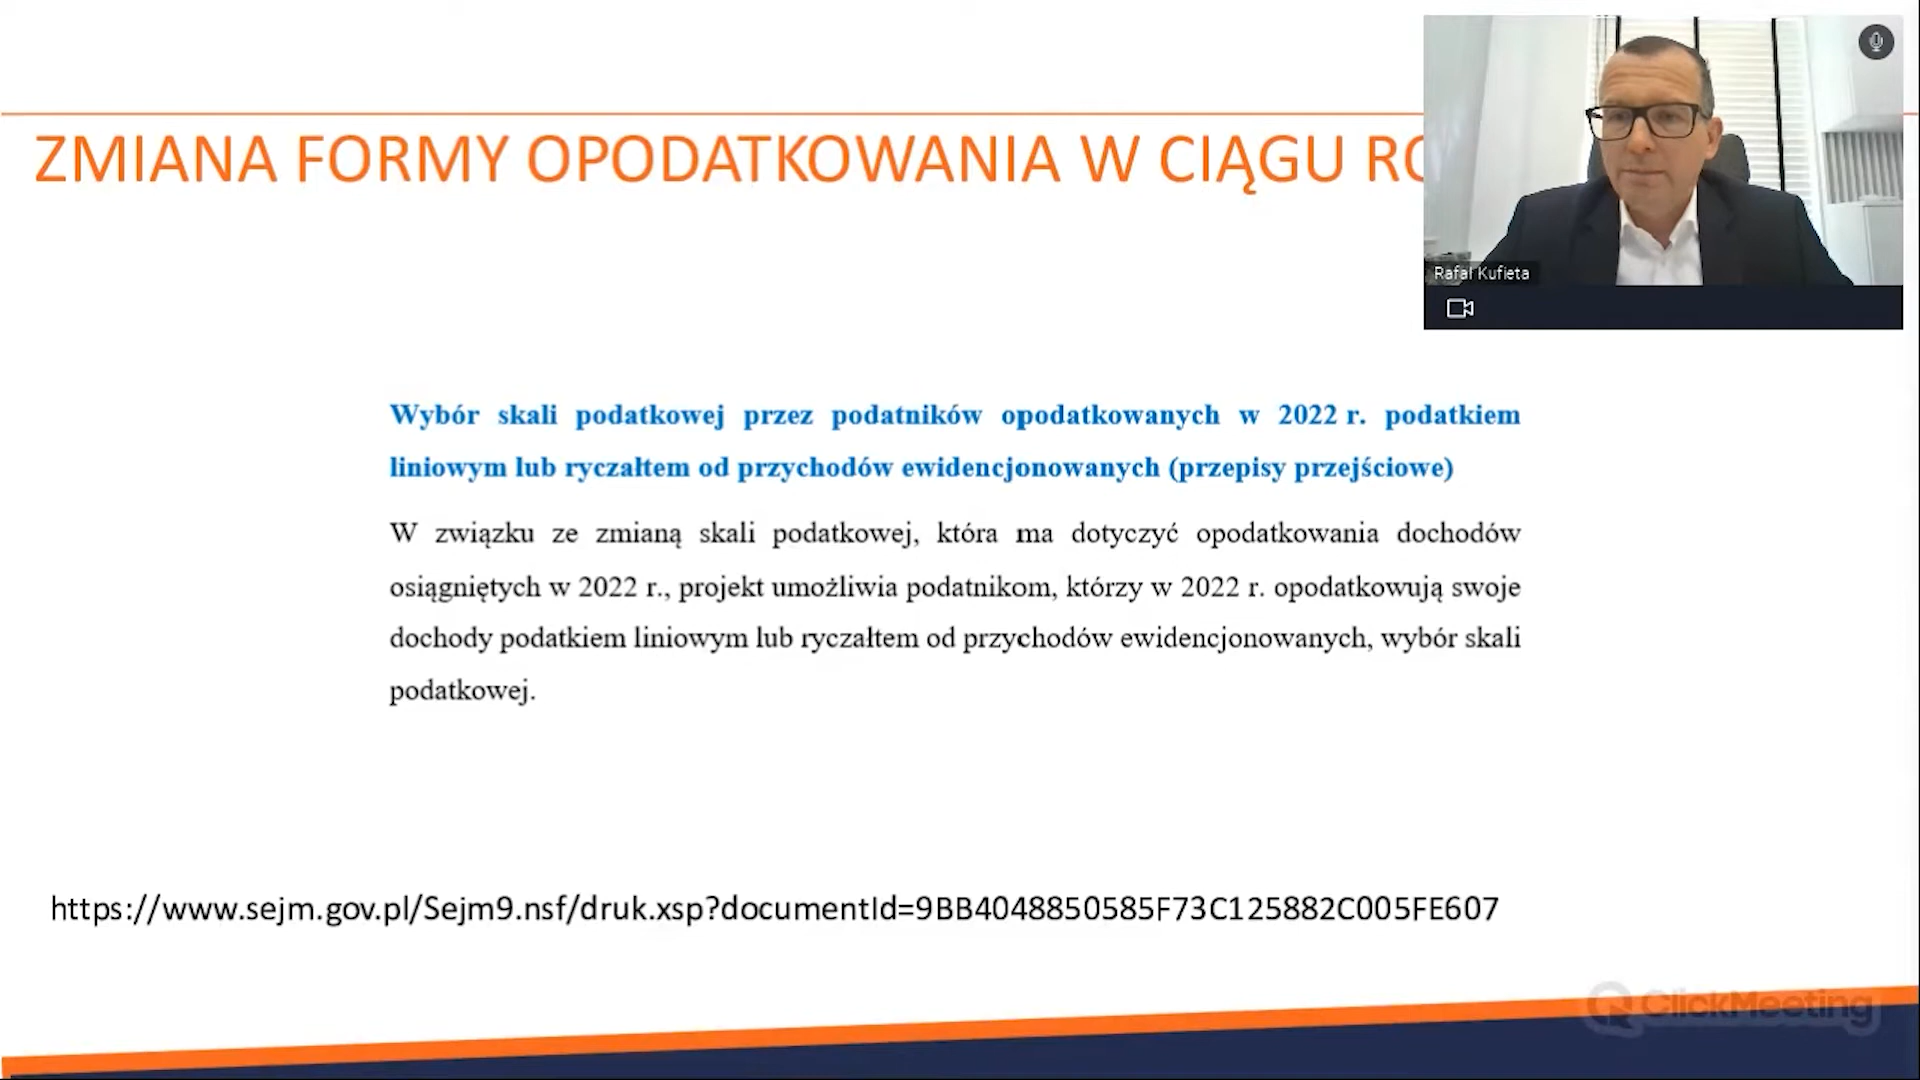 ZMIANA FORMY OPODATKOWANIA W CIĄGU
Rafał Kufieta
Wybór skali podatkowej przez podatników opodatkowanych w 2022 r. podatkiem
liniowym lub ryczałtem od przychodów ewidencjonowanych (przepisy przejściowe)
W związku ze zmianą skali podatkowej, która ma dotyczyć opodatkowania dochodów
osiągniętych w 2022 r., projekt umożliwia podatnikom, którzy w 2022 r. opodatkowują swoje
dochody podatkiem liniowym lub ryczałtem od przychodów ewidencjonowanych, wybór skali
podatkowej.
https://www.sejm.gov.pl/Sejm9.nsf/druk.xsp?documentId=9BB4048850585F73C125882C005FE607
ClickMeeting